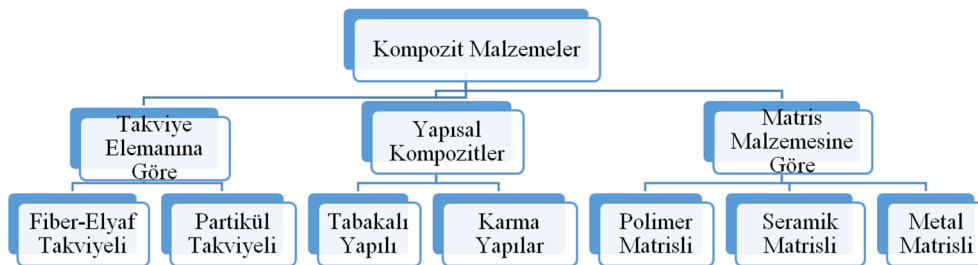 Kompozit Malzemeler
Takviye
Elemanına
Göre
Yapısal
Kompozitler
Matris
Malzemesine
Göre
Fiber-Elyaf
Takviyeli
Partikül
Takviyeli
Tabakalı
Yapılı
Karma
Yapılar
Polimer
Matrisli
Seramik
Matrisli
Metal
Matrisli